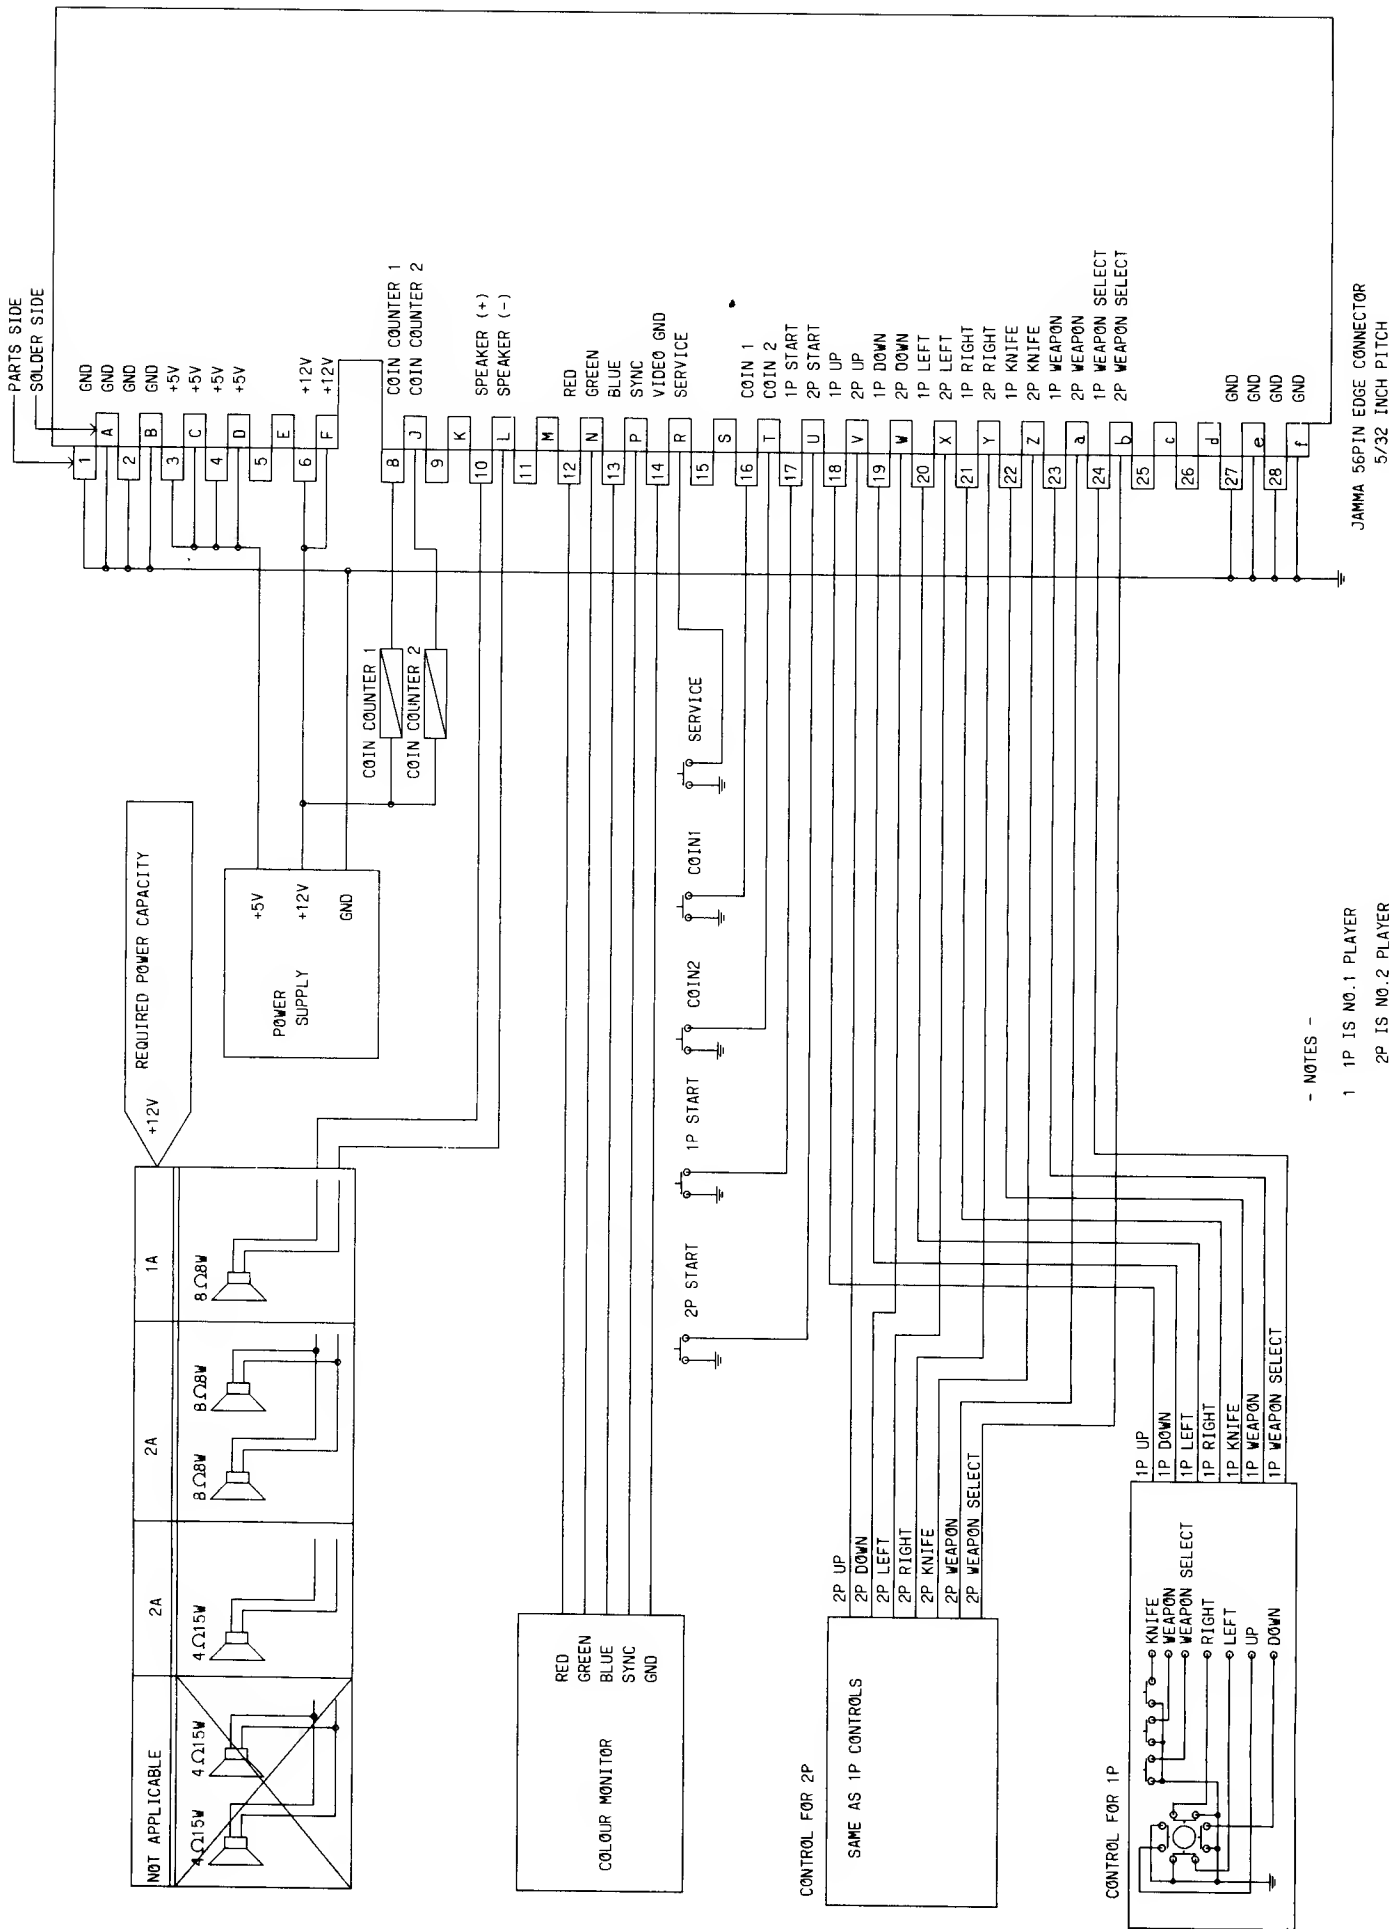 PARTS SIDE
SOLDER SIDE
1
GND
A
GND
2
GND
B
GND
3
+5V
C
+5V
4
+5V
D
+5V
5
E
6
+12V
F
+12V
8
COIN COUNTER 1
J
COIN COUNTER 2
9
K
10
SPEAKER (+)
L
SPEAKER (-)
11
M
12
RED
N
GREEN
13
BLUE
P
SYNC
14
VIDEO GND
R
SERVICE
15
S
16
COIN 1
T
COIN 2
17
1P START
U
2P START
18
1P UP
V
2P UP
19
1P DOWN
W
2P DOWN
20
1P LEFT
X
2P LEFT
21
1P RIGHT
Y
2P RIGHT
22
1P KNIFE
Z
2P KNIFE
23
1P WEAPON
a
2P WEAPON
24
1P WEAPON SELECT
b
2P WEAPON SELECT
25
c
26
d
27
GND
e
GND
28
GND
f
GND
JAMMA 56PIN EDGE CONNECTOR
5/32 INCH PITCH
REQUIRED POWER CAPACITY
+12V
POWER
SUPPLY
+5V
+12V
GND
COIN COUNTER 1
COIN COUNTER 2
NOT APPLICABLE
2A
2A
1A
4Ω15W
4Ω15W
4Ω15W
8Ω8W
8Ω8W
8Ω8W
COLOUR MONITOR
RED
GREEN
BLUE
SYNC
GND
2P START
1P START
COIN2
COIN1
SERVICE
CONTROL FOR 2P
SAME AS 1P CONTROLS
2P UP
2P DOWN
2P LEFT
2P RIGHT
2P KNIFE
2P WEAPON
2P WEAPON SELECT
CONTROL FOR 1P
KNIFE
WEAPON
WEAPON SELECT
RIGHT
LEFT
UP
DOWN
1P UP
1P DOWN
1P LEFT
1P RIGHT
1P KNIFE
1P WEAPON
1P WEAPON SELECT
- NOTES -
1 1P IS NO.1 PLAYER
2P IS NO.2 PLAYER